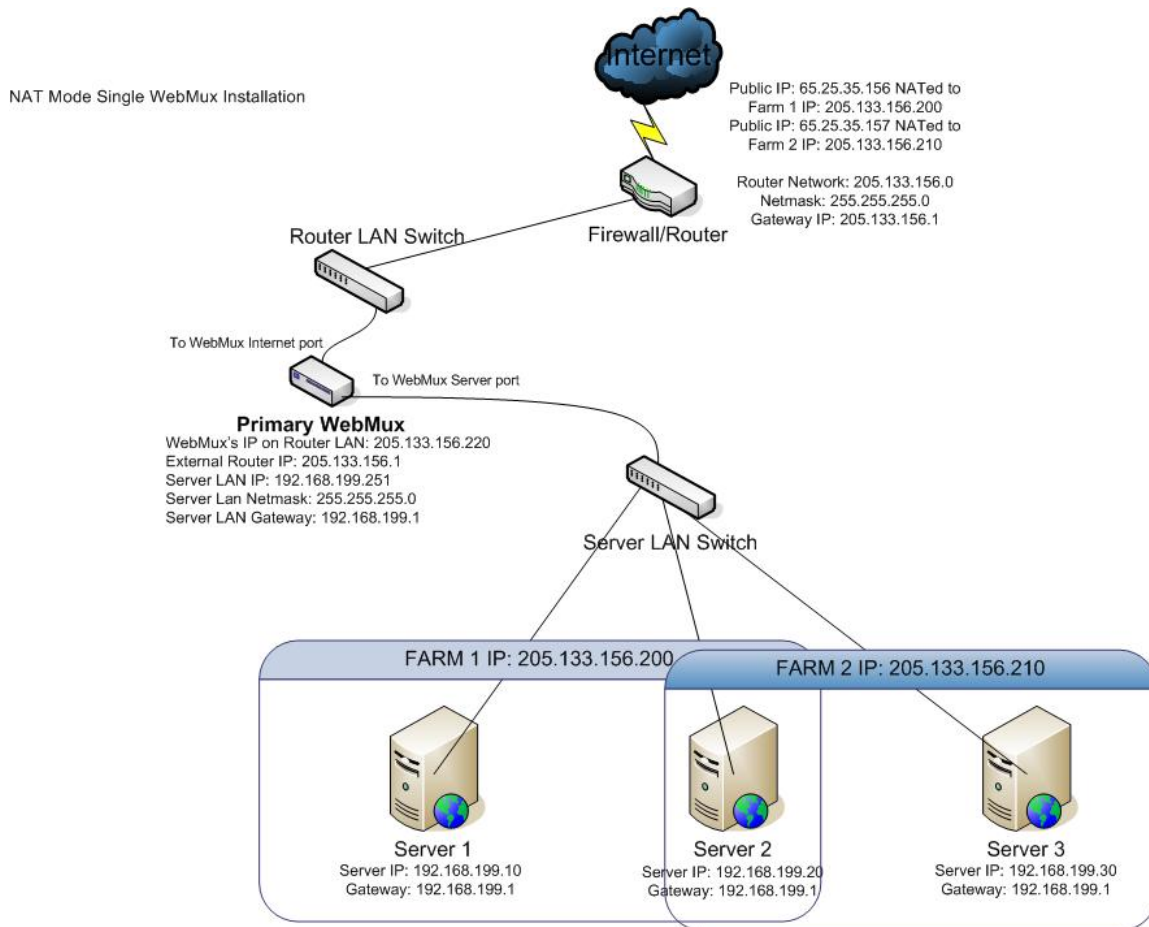 Internet
NAT Mode Single WebMux Installation
Public IP: 65.25.35.156 NATed to
Farm 1 IP: 205.133.156.200
Public IP: 65.25.35.157 NATed to
Farm 2 IP: 205.133.156.210
Router Network: 205.133.156.0
Netmask: 255.255.255.0
Gateway IP: 205.133.156.1
Firewall/Router
Router LAN Switch
To WebMux Internet port
To WebMux Server port
Primary WebMux
WebMux's IP on Router LAN: 205.133.156.220
External Router IP: 205.133.156.1
Server LAN IP: 192.168.199.251
Server Lan Netmask: 255.255.255.0
Server LAN Gateway: 192.168.199.1
Server LAN Switch
FARM 1 IP: 205.133.156.200
FARM 2 IP: 205.133.156.210
Server 1
Server IP: 192.168.199.10
Gateway: 192.168.199.1
Server 2
Server IP: 192.168.199.20
Gateway: 192.168.199.1
Server 3
Server IP: 192.168.199.30
Gateway: 192.168.199.1